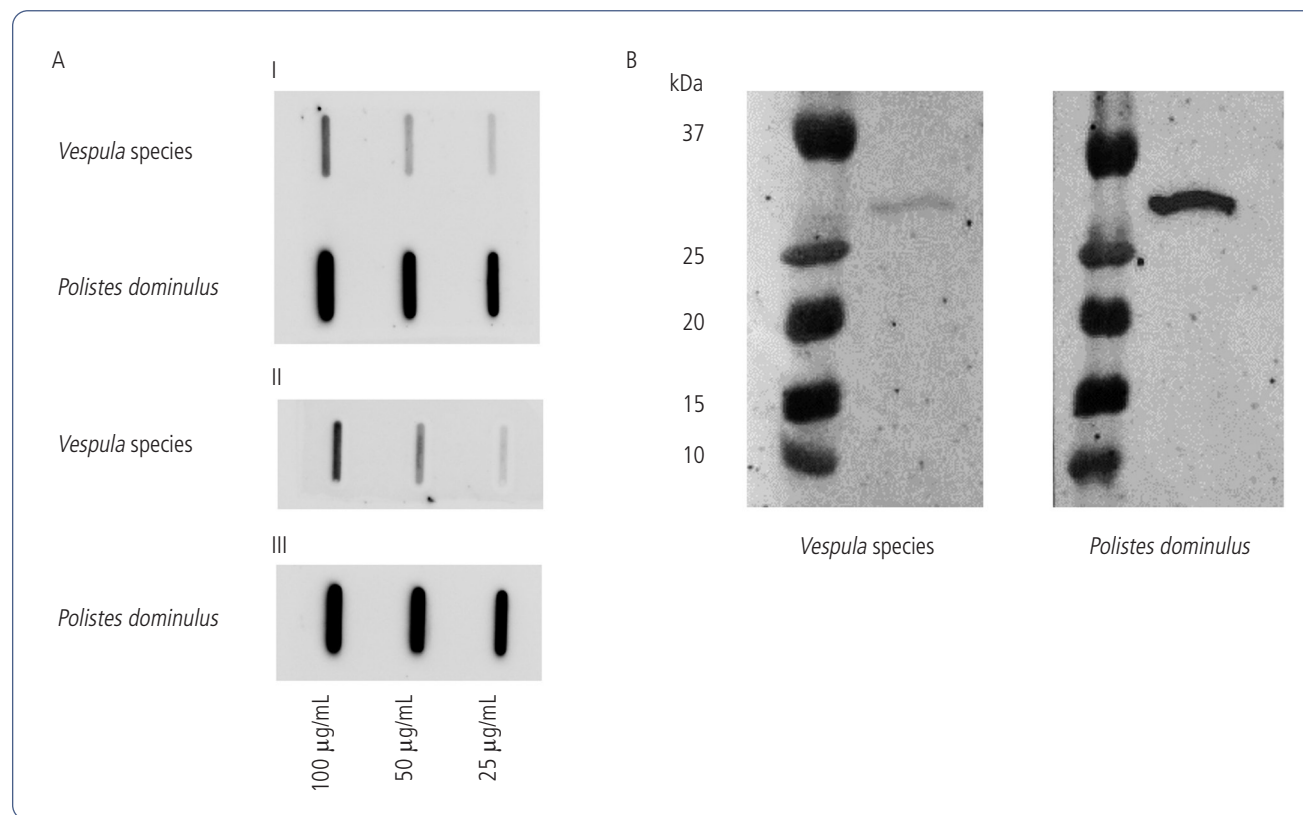 A
I
Vespula species
Polistes dominulus
II
Vespula species
III
Polistes dominulus
100 μg/mL
50 μg/mL
25 μg/mL
B
kDa
37
25
20
15
10
Vespula species
Polistes dominulus